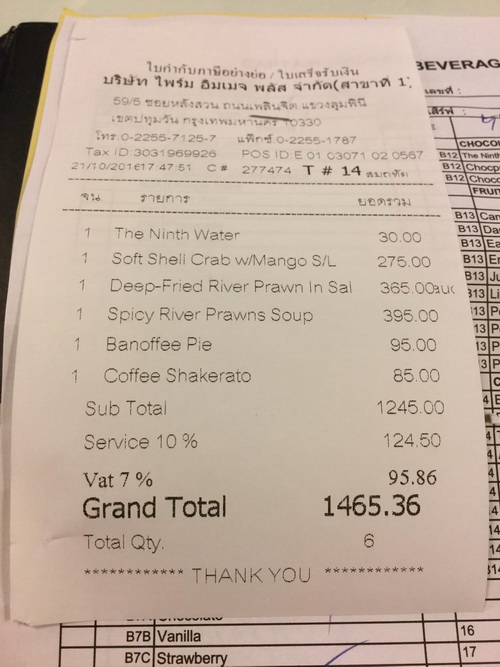 ใบกำกับภาษีอย่างย่อ / ใบเสร็จรับเงิน
บริษัท ไพร์ม อิมเมจ พลัส จำกัด(สาขาที่ 1)
59/5 ซอยหลังสวน ถนนเพลินจิต แขวงลุมพินี
เขตปทุมวัน กรุงเทพมหานคร 10330
โทร.0-2255-7125-7 แฟ็กซ์.0-2255-1787
Tax ID:3031969926 POS ID:E 01 03071 02 0567
21/10/201617:47:51 C# 277474 T # 14
จน รายการ ยอดรวม
1 The Ninth Water 30.00
1 Soft Shell Crab w/Mango S/L 275.00
1 Deep-Fried River Prawn In Sal 365.00
1 Spicy River Prawns Soup 395.00
1 Banoffee Pie 95.00
1 Coffee Shakerato 85.00
Sub Total 1245.00
Service 10 % 124.50
Vat 7 % 95.86
Grand Total 1465.36
Total Qty. 6
************ THANK YOU ************
BEVERAG
CHOCOL
B12 The Ninth
B12 Chocp
B12 Choco
FRUI
B13 Can
B13 Da
B13 Ea
B13 Er
B13 Ju
B13 Li
Chocolate
B7B Vanilla 16
B7C Strawberry 17